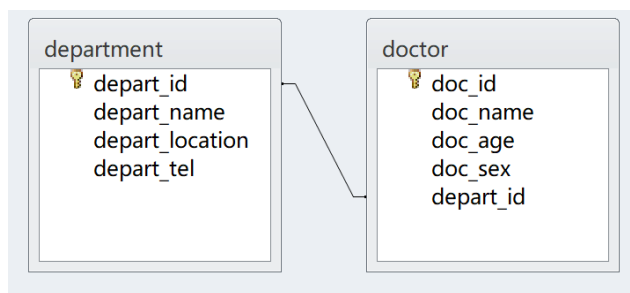 department
depart_id
depart_name
depart_location
depart_tel
doctor
doc_id
doc_name
doc_age
doc_sex
depart_id